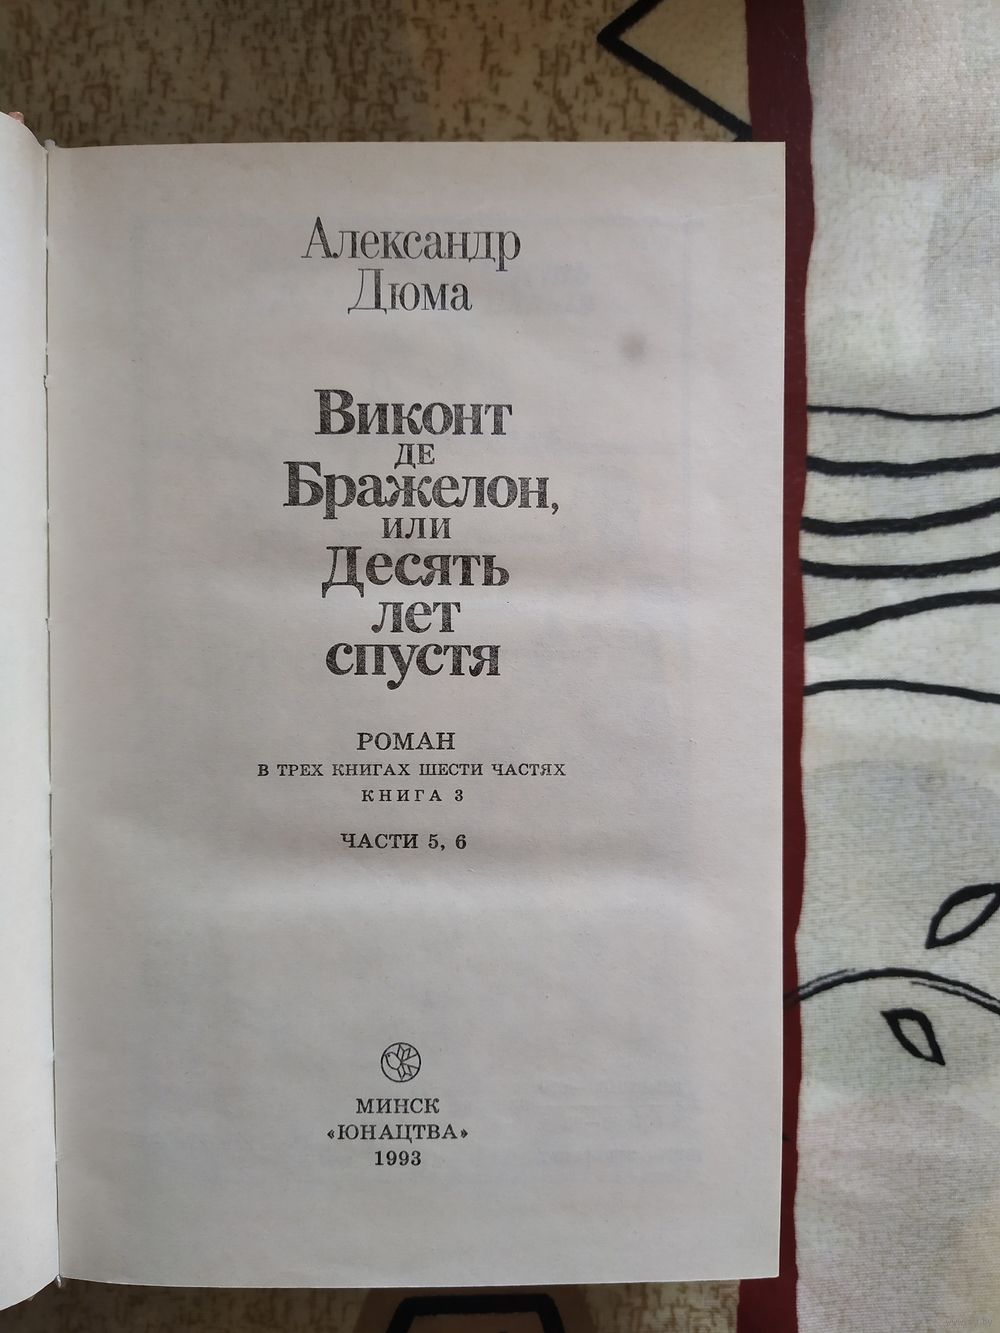 Александр
Дюма
Виконт
де
Бражелон,
или
Десять
лет
спустя
РОМАН
В ТРЕХ КНИГАХ ШЕСТИ ЧАСТЯХ
КНИГА 3
ЧАСТИ 5, 6
МИНСК
«ЮНАЦТВА»
1993